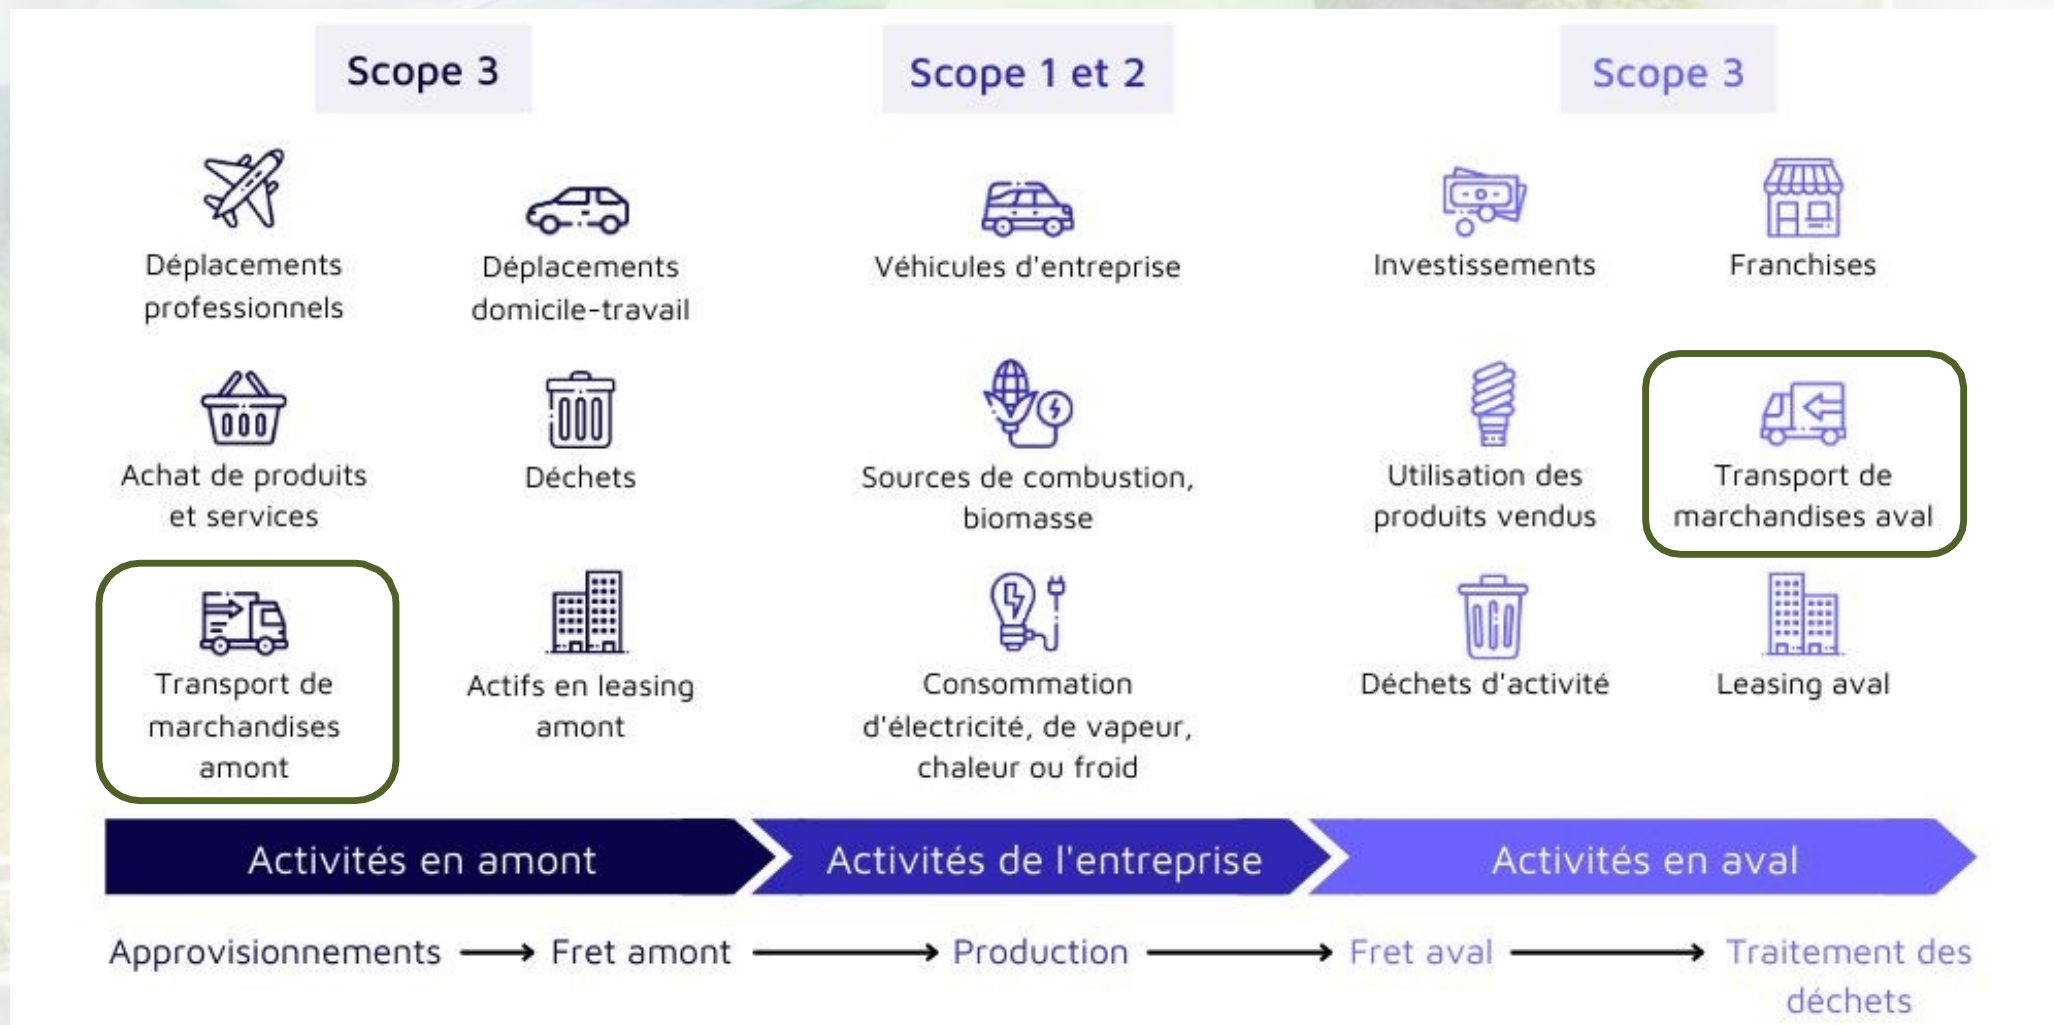 Scope 3
Scope 1 et 2
Scope 3
Déplacements
professionnels
Déplacements
domicile-travail
Véhicules d'entreprise
Investissements
Franchises
Achat de produits
et services
Déchets
Sources de combustion,
biomasse
Utilisation des
produits vendus
Transport de
marchandises aval
Transport de
marchandises
amont
Actifs en leasing
amont
Consommation
d'électricité, de vapeur,
chaleur ou froid
Déchets d'activité
Leasing aval
Activités en amont
Activités de l'entreprise
Activités en aval
Approvisionnements
Fret amont
Production
Fret aval
Traitement des
déchets